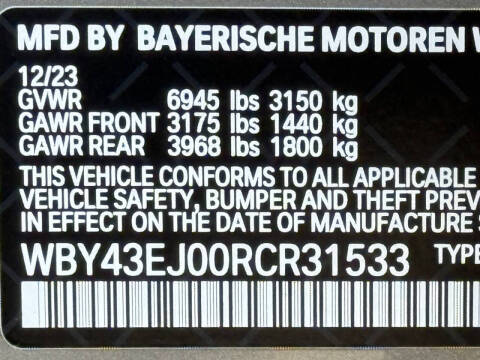 MFD BY BAYERISCHE MOTOREN W
12/23
GVWR 6945 lbs 3150 kg
GAWR FRONT 3175 lbs 1440 kg
GAWR REAR 3968 lbs 1800 kg
THIS VEHICLE CONFORMS TO ALL APPLICABLE
VEHICLE SAFETY, BUMPER AND THEFT PREV
IN EFFECT ON THE DATE OF MANUFACTURE S
WBY43EJ00RCR31533 TYPE